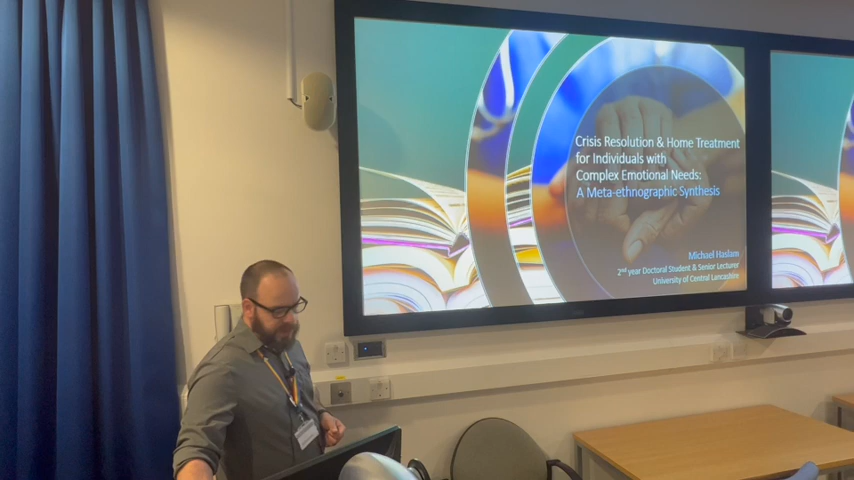 Crisis Resolution & Home Treatment
for Individuals with
Complex Emotional Needs:
A Meta-ethnographic Synthesis
Michael Haslam
2nd year Doctoral Student & Senior Lecturer
University of Central Lancashire